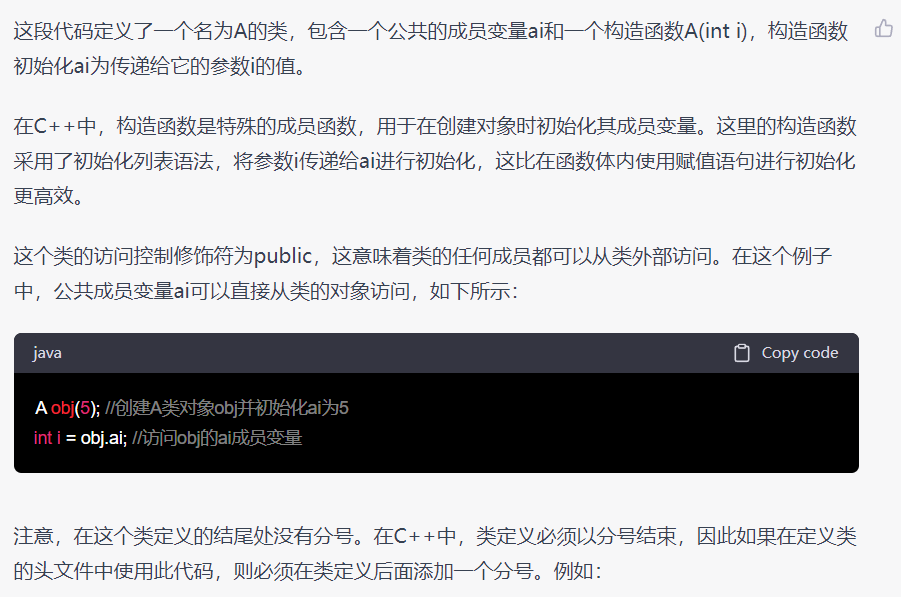 这段代码定义了一个名为A的类，包含一个公共的成员变量ai和一个构造函数A(int i)，构造函数
初始化ai为传递给它的参数i的值。
在C++中，构造函数是特殊的成员函数，用于在创建对象时初始化其成员变量。这里的构造函数
采用了初始化列表语法，将参数i传递给ai进行初始化，这比在函数体内使用赋值语句进行初始化
更高效。
这个类的访问控制修饰符为public，这意味着类的任何成员都可以从类外部访问。在这个例子
中，公共成员变量ai可以直接从类的对象访问，如下所示：
java Copy code
A obj(5); //创建A类对象obj并初始化ai为5
int i = obj.ai; //访问obj的ai成员变量
注意，在这个类定义的结尾处没有分号。在C++中，类定义必须以分号结束，因此如果在定义类
的头文件中使用此代码，则必须在类定义后面添加一个分号。例如：